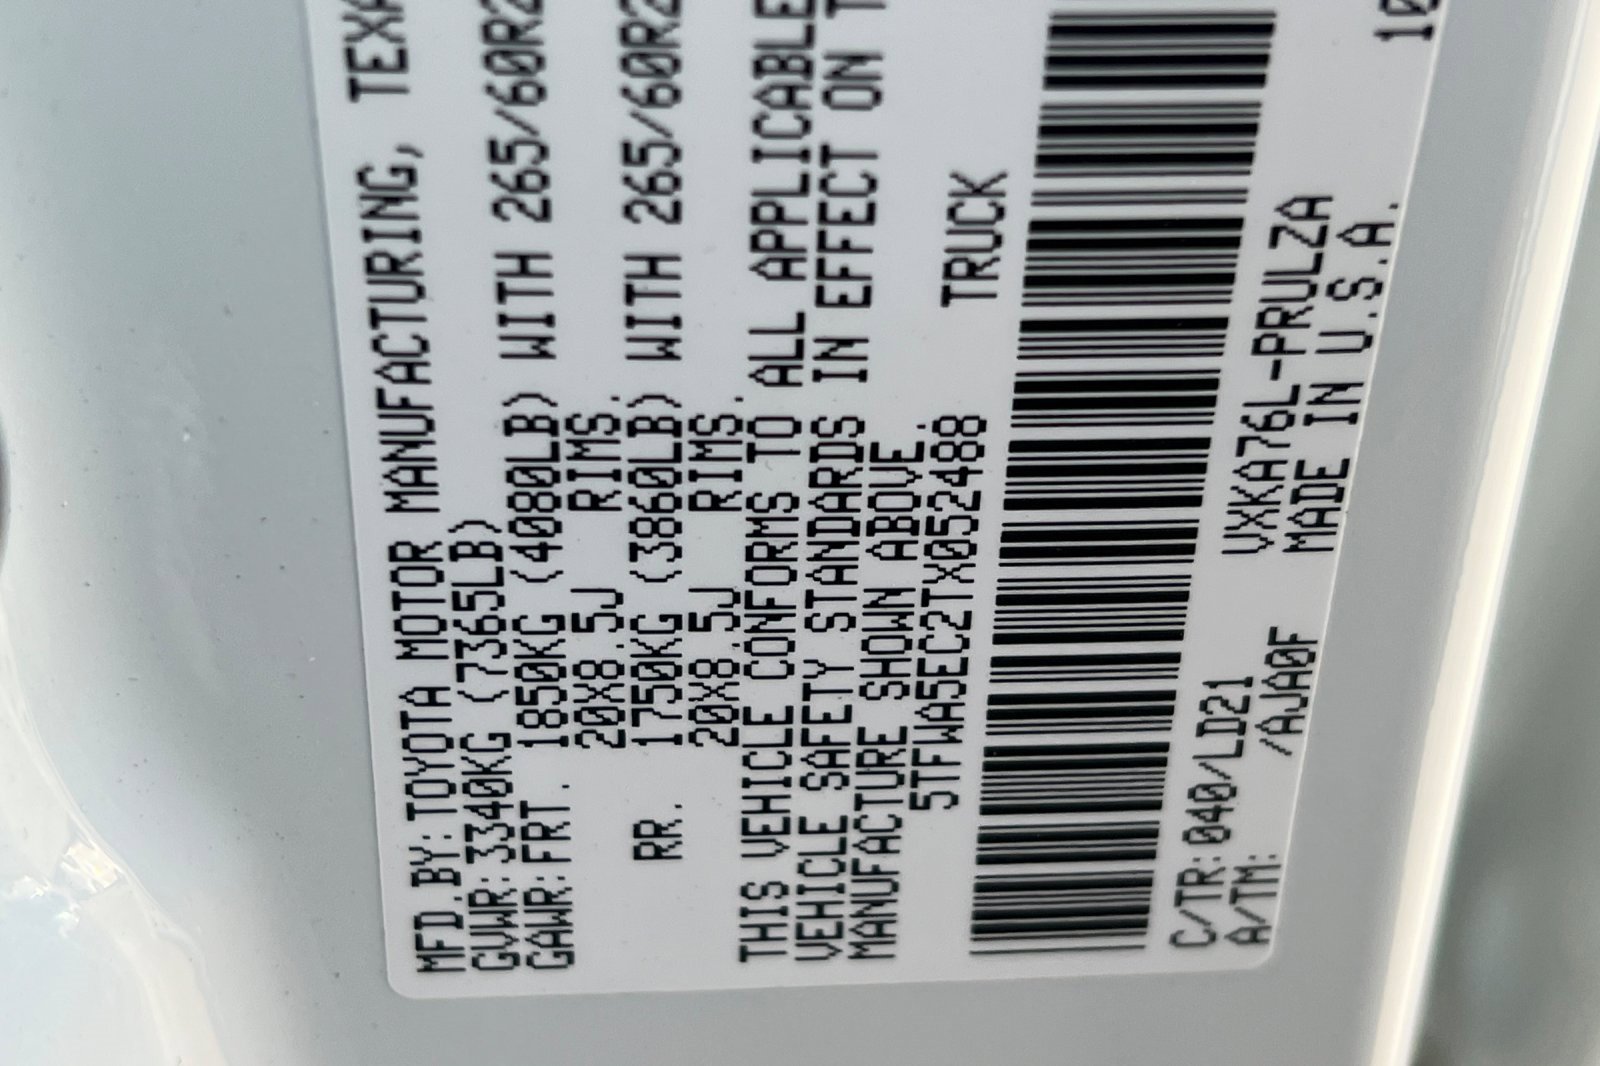 MFD.BY:TOYOTA MOTOR MANUFACTURING, TEXA
GVWR:3340KG (7365LB)
GAWR:FRT. 1850KG (4080LB) WITH 265/60R2
20X8.5J RIMS.
RR. 1750KG (3860LB) WITH 265/60R2
20X8.5J RIMS.
THIS VEHICLE CONFORMS TO ALL APPLICABLE
VEHICLE SAFETY STANDARDS IN EFFECT ON T
MANUFACTURE SHOWN ABOVE.
5TFWA5EC2TX052488 TRUCK
C/TR:040/LD21 VXKA76L-PRULZA 10
A/TM: /AJA0F MADE IN U.S.A.